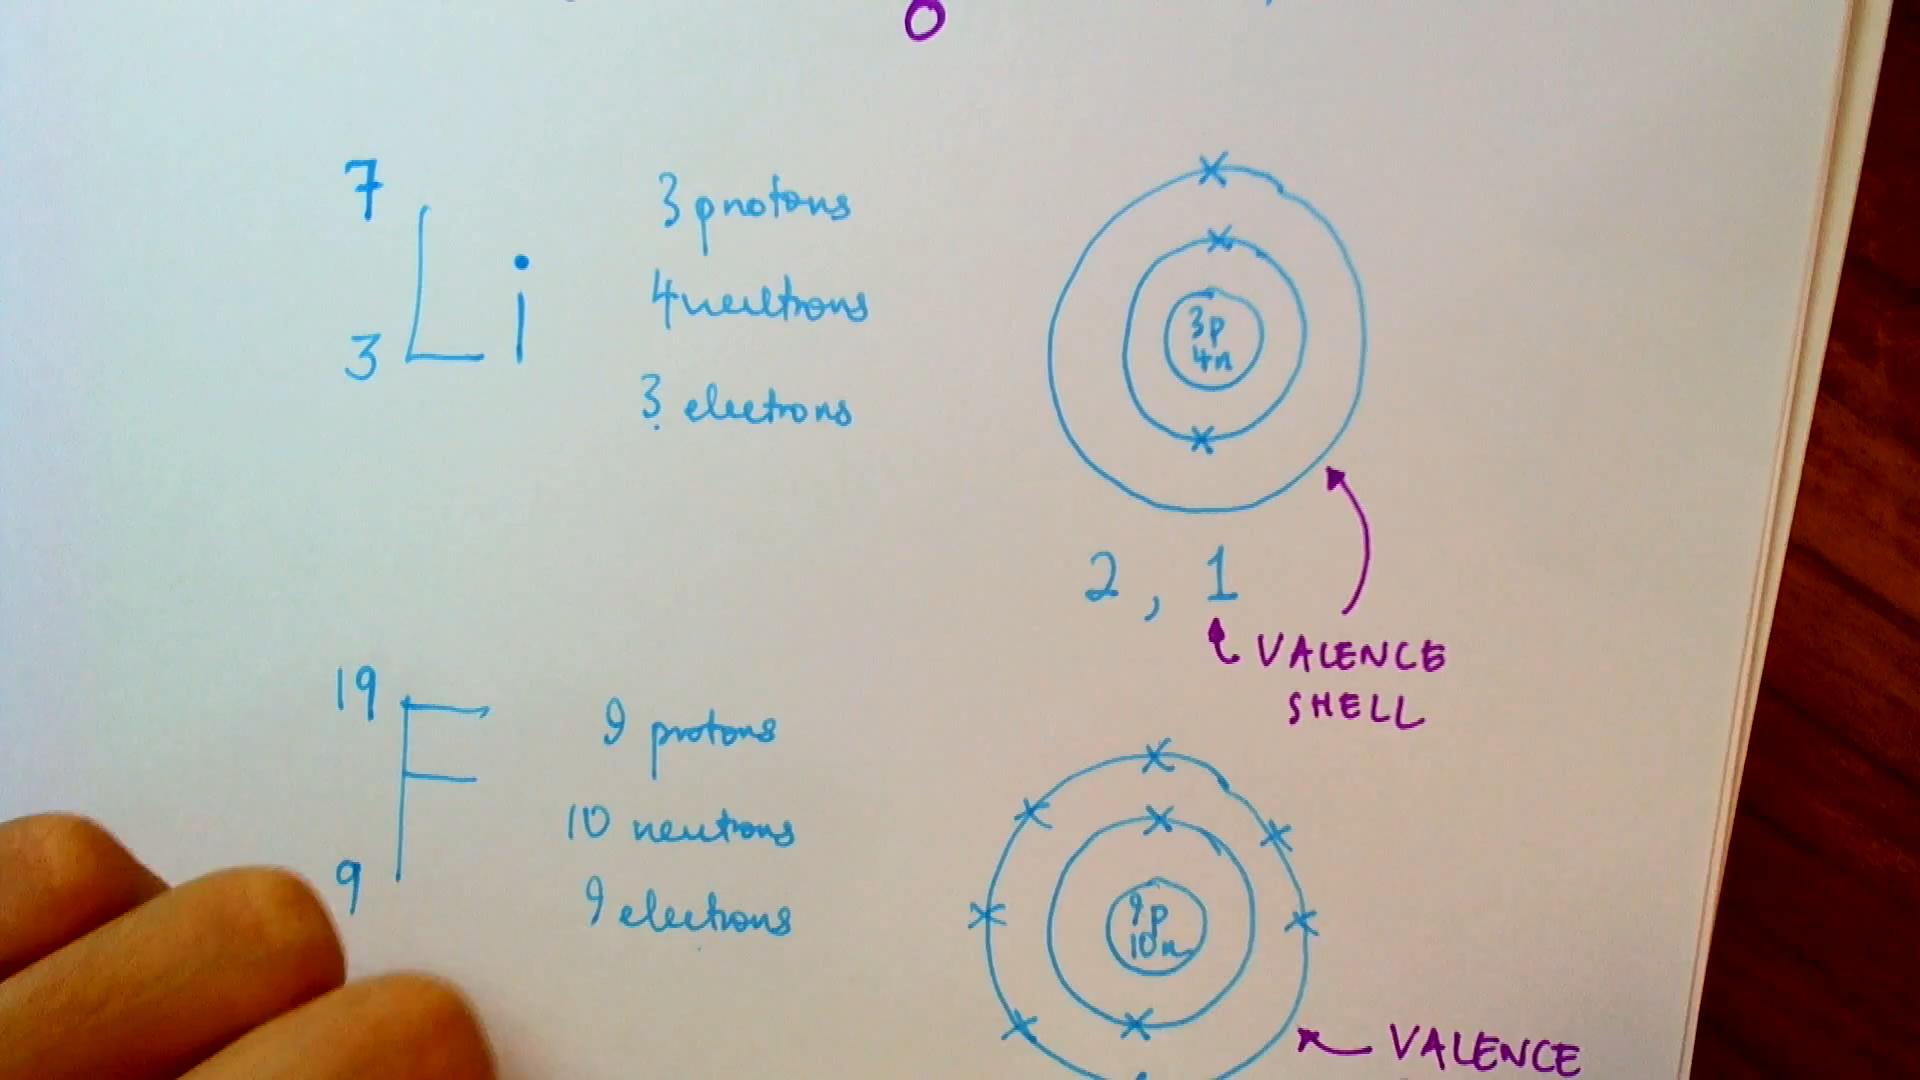 7
Li
3
3 protons
4 neutrons
3 electrons
3p
4n
2, 1
VALENCE
SHELL
19
F
9
9 protons
10 neutrons
9 electrons
9p
10n
VALENCE